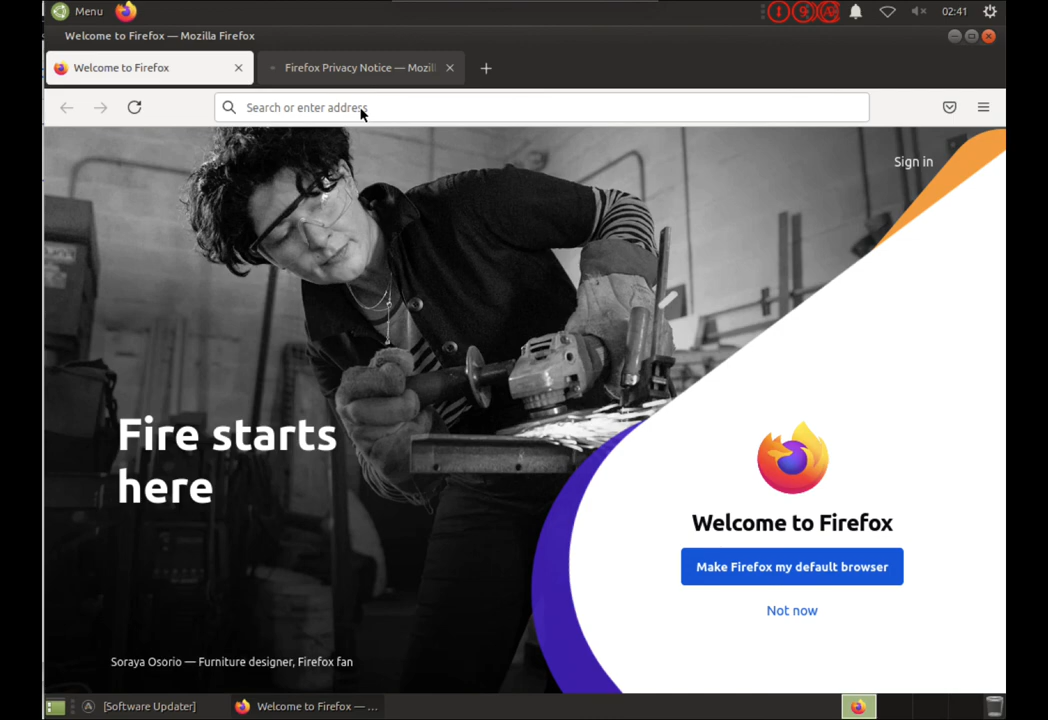 Menu
02:41
Welcome to Firefox — Mozilla Firefox
Welcome to Firefox
Firefox Privacy Notice — Mozil
Search or enter address
Sign in
Fire starts
here
Welcome to Firefox
Make Firefox my default browser
Not now
Soraya Osorio — Furniture designer, Firefox fan
[Software Updater]
Welcome to Firefox — ...